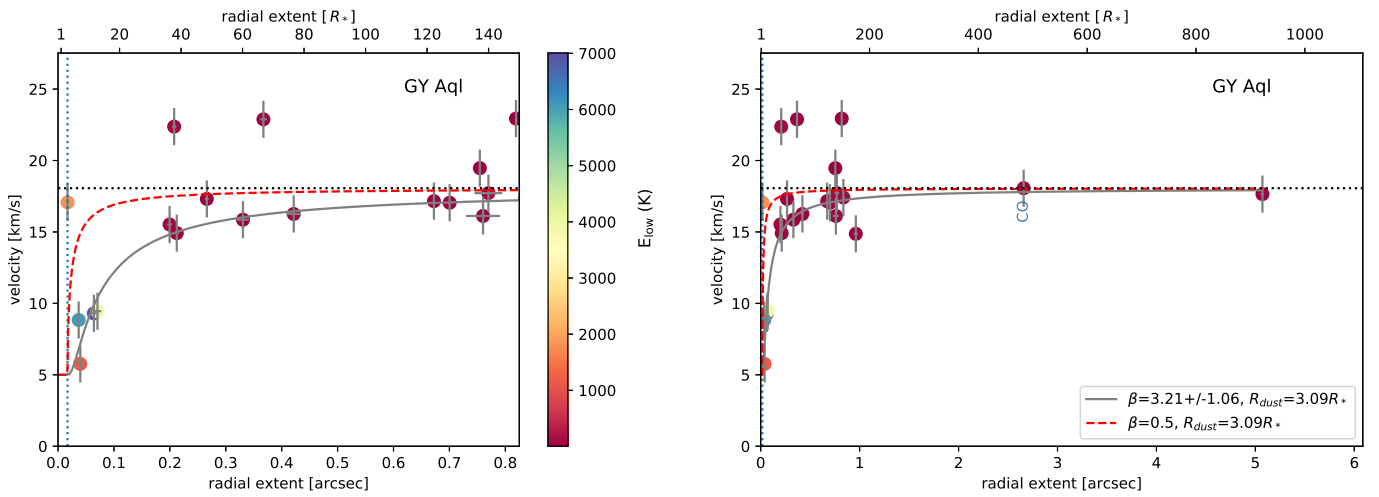 radial extent [R*]
1 20 40 60 80 100 120 140
GY Aql
velocity [km/s]
25
20
15
10
5
0
0.0 0.1 0.2 0.3 0.4 0.5 0.6 0.7 0.8
radial extent [arcsec]
7000
6000
5000
4000
3000
2000
1000
E_low (K)
radial extent [R*]
1 200 400 600 800 1000
GY Aql
velocity [km/s]
25
20
15
10
5
0
CO
β=3.21+/-1.06, R_dust=3.09R*
β=0.5, R_dust=3.09R*
0 1 2 3 4 5 6
radial extent [arcsec]